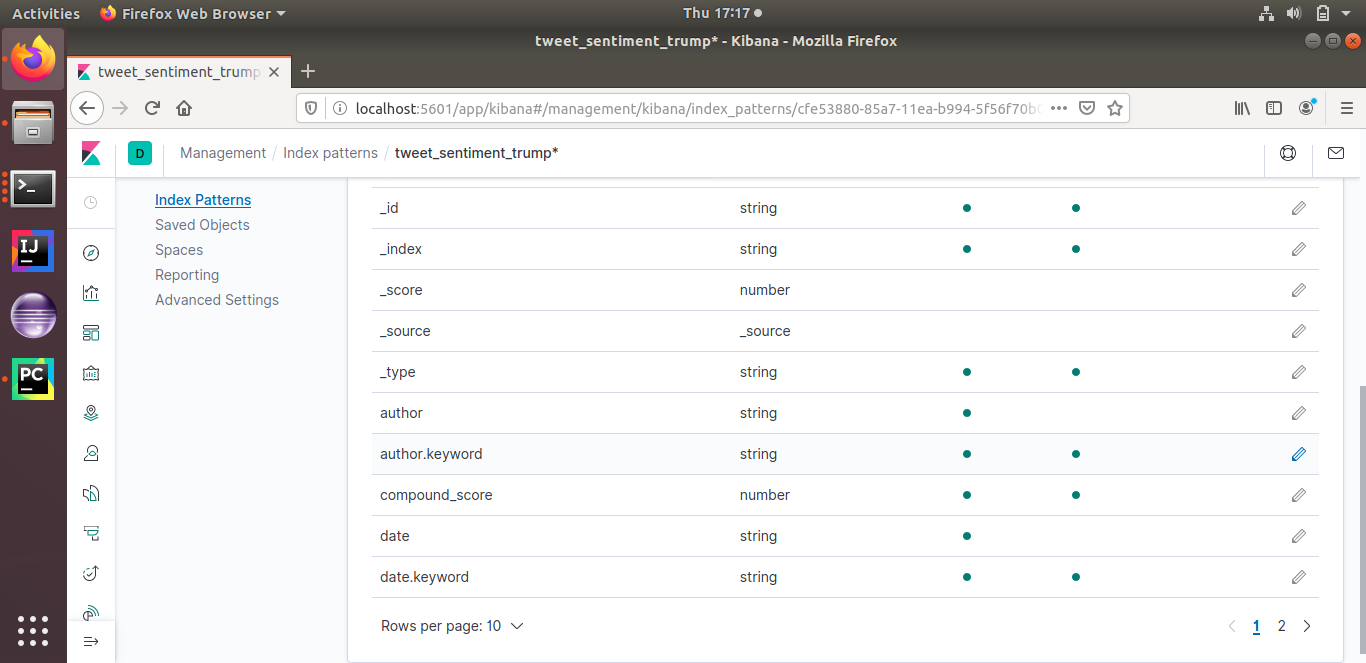 Activities Firefox Web Browser Thu 17:17
tweet_sentiment_trump* - Kibana - Mozilla Firefox
tweet_sentiment_trump
localhost:5601/app/kibana#/management/kibana/index_patterns/cfe53880-85a7-11ea-b994-5f56f70b
D Management / Index patterns / tweet_sentiment_trump*
Index Patterns
Saved Objects
Spaces
Reporting
Advanced Settings
_id string
_index string
_score number
_source _source
_type string
author string
author.keyword string
compound_score number
date string
date.keyword string
Rows per page: 10
1 2
IJ
PC